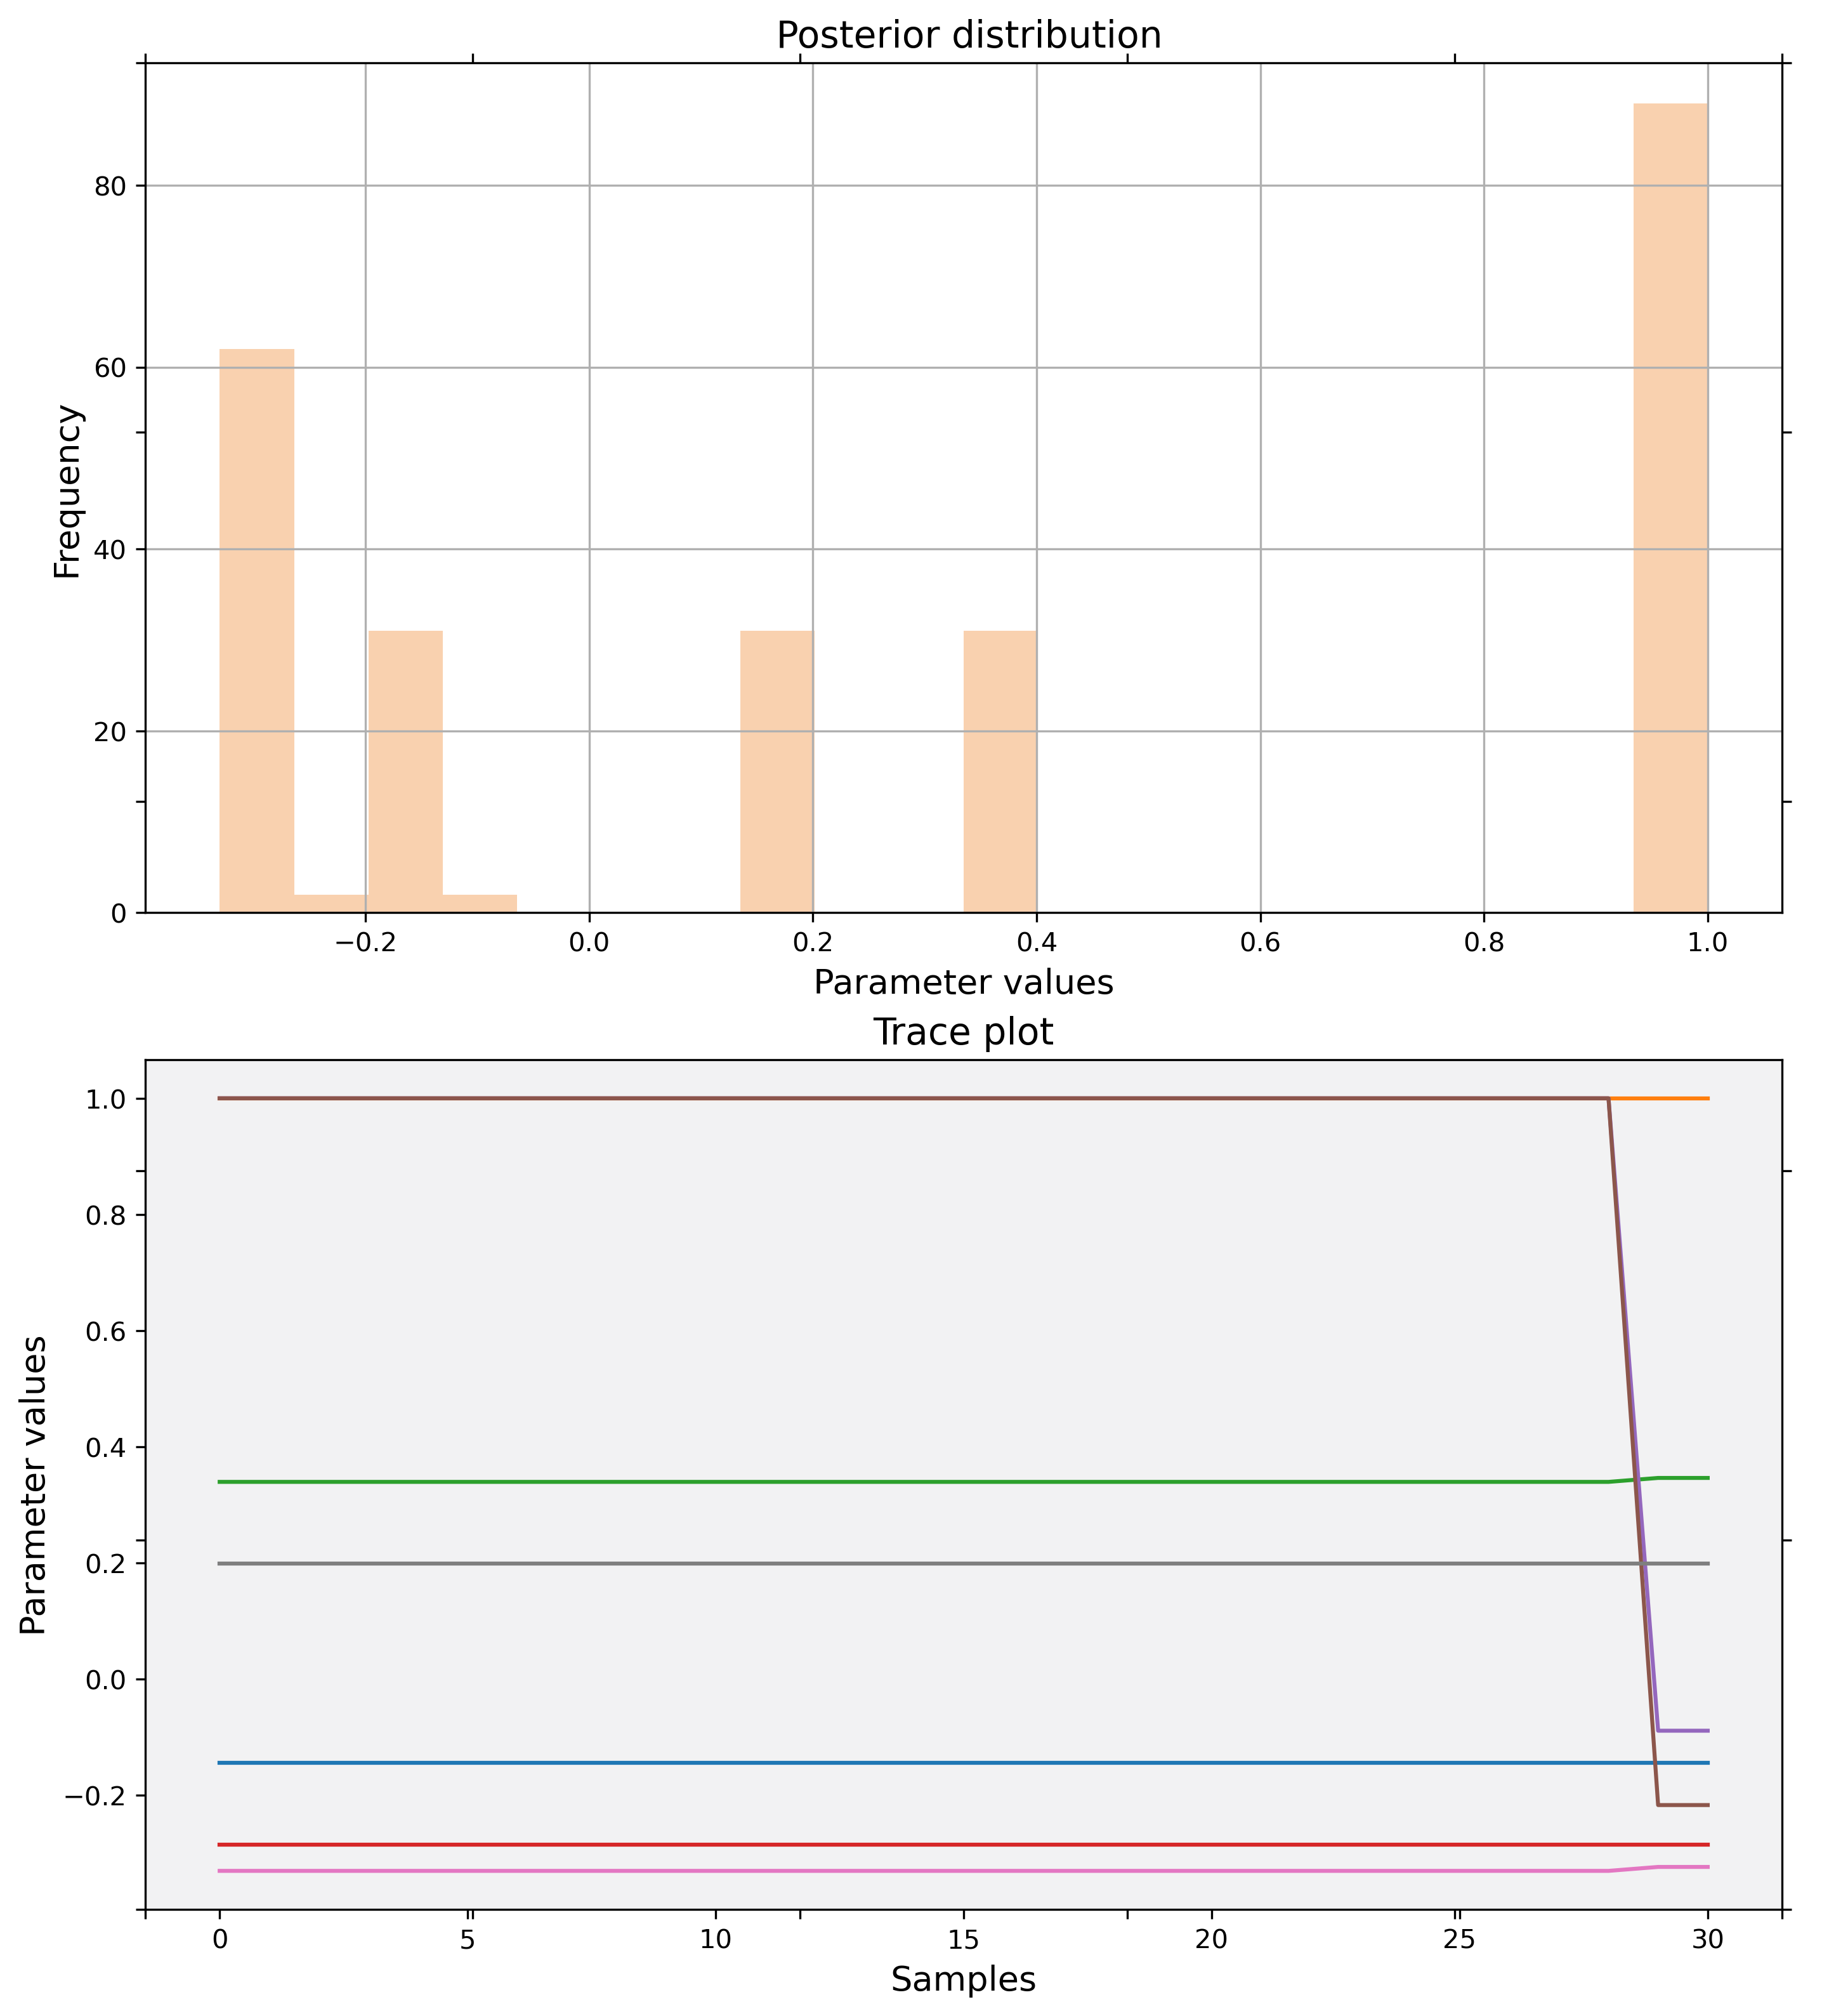 Posterior distribution
80
60
40
20
0
Frequency
−0.2 0.0 0.2 0.4 0.6 0.8 1.0
Parameter values
Trace plot
1.0
0.8
0.6
0.4
0.2
0.0
−0.2
Parameter values
0 5 10 15 20 25 30
Samples